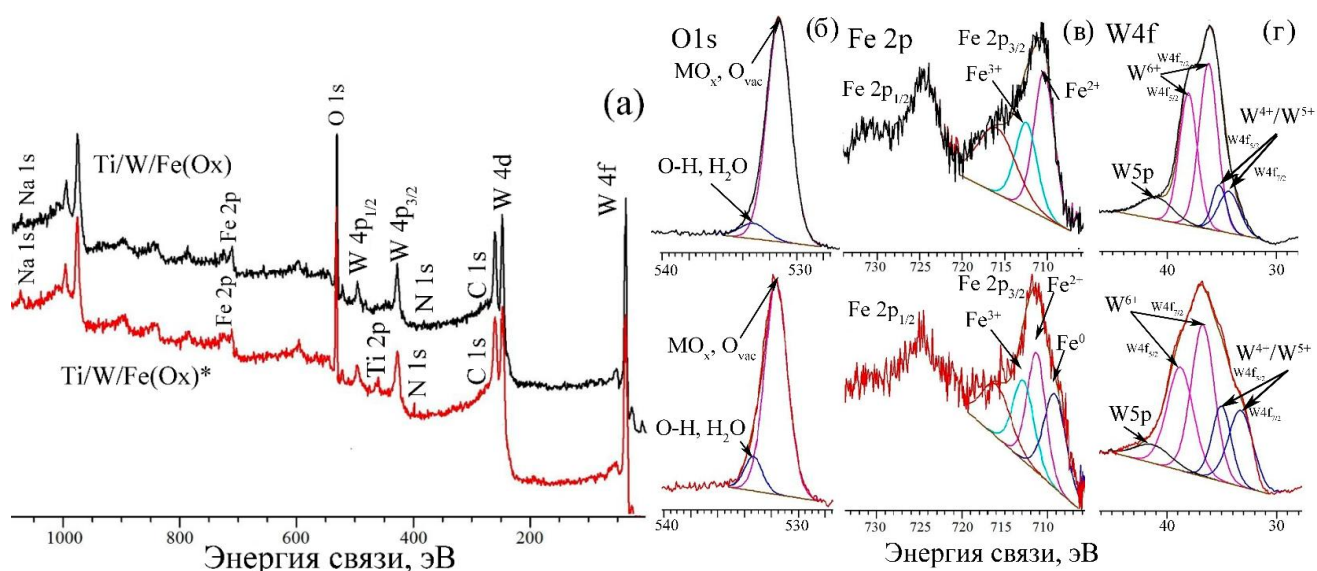 (а)
Na 1s
Na 1s
Ti/W/Fe(Ox)
Fe 2p
Fe 2p
Ti/W/Fe(Ox)*
O 1s
W 4p1/2
W 4p3/2
Ti 2p
N 1s
N 1s
C 1s
C 1s
W 4d
W 4f
1000
800
600
400
200
Энергия связи, эВ
(б)
O1s
MOx, Ovac
O-H, H2O
540
530
MOx, Ovac
O-H, H2O
540
530
(в)
Fe 2p
Fe 2p3/2
Fe3+
Fe2+
Fe 2p1/2
730
720
710
Fe 2p3/2
Fe2+
Fe3+
Fe0
Fe 2p1/2
730
720
710
Энергия связи, эВ
(г)
W4f
W4f7/2
W6+
W4f5/2
W4+/W5+
W4f5/2
W4f7/2
W5p
40
30
W6+
W4f7/2
W4f5/2
W4+/W5+
W4f5/2
W4f7/2
W5p
40
30